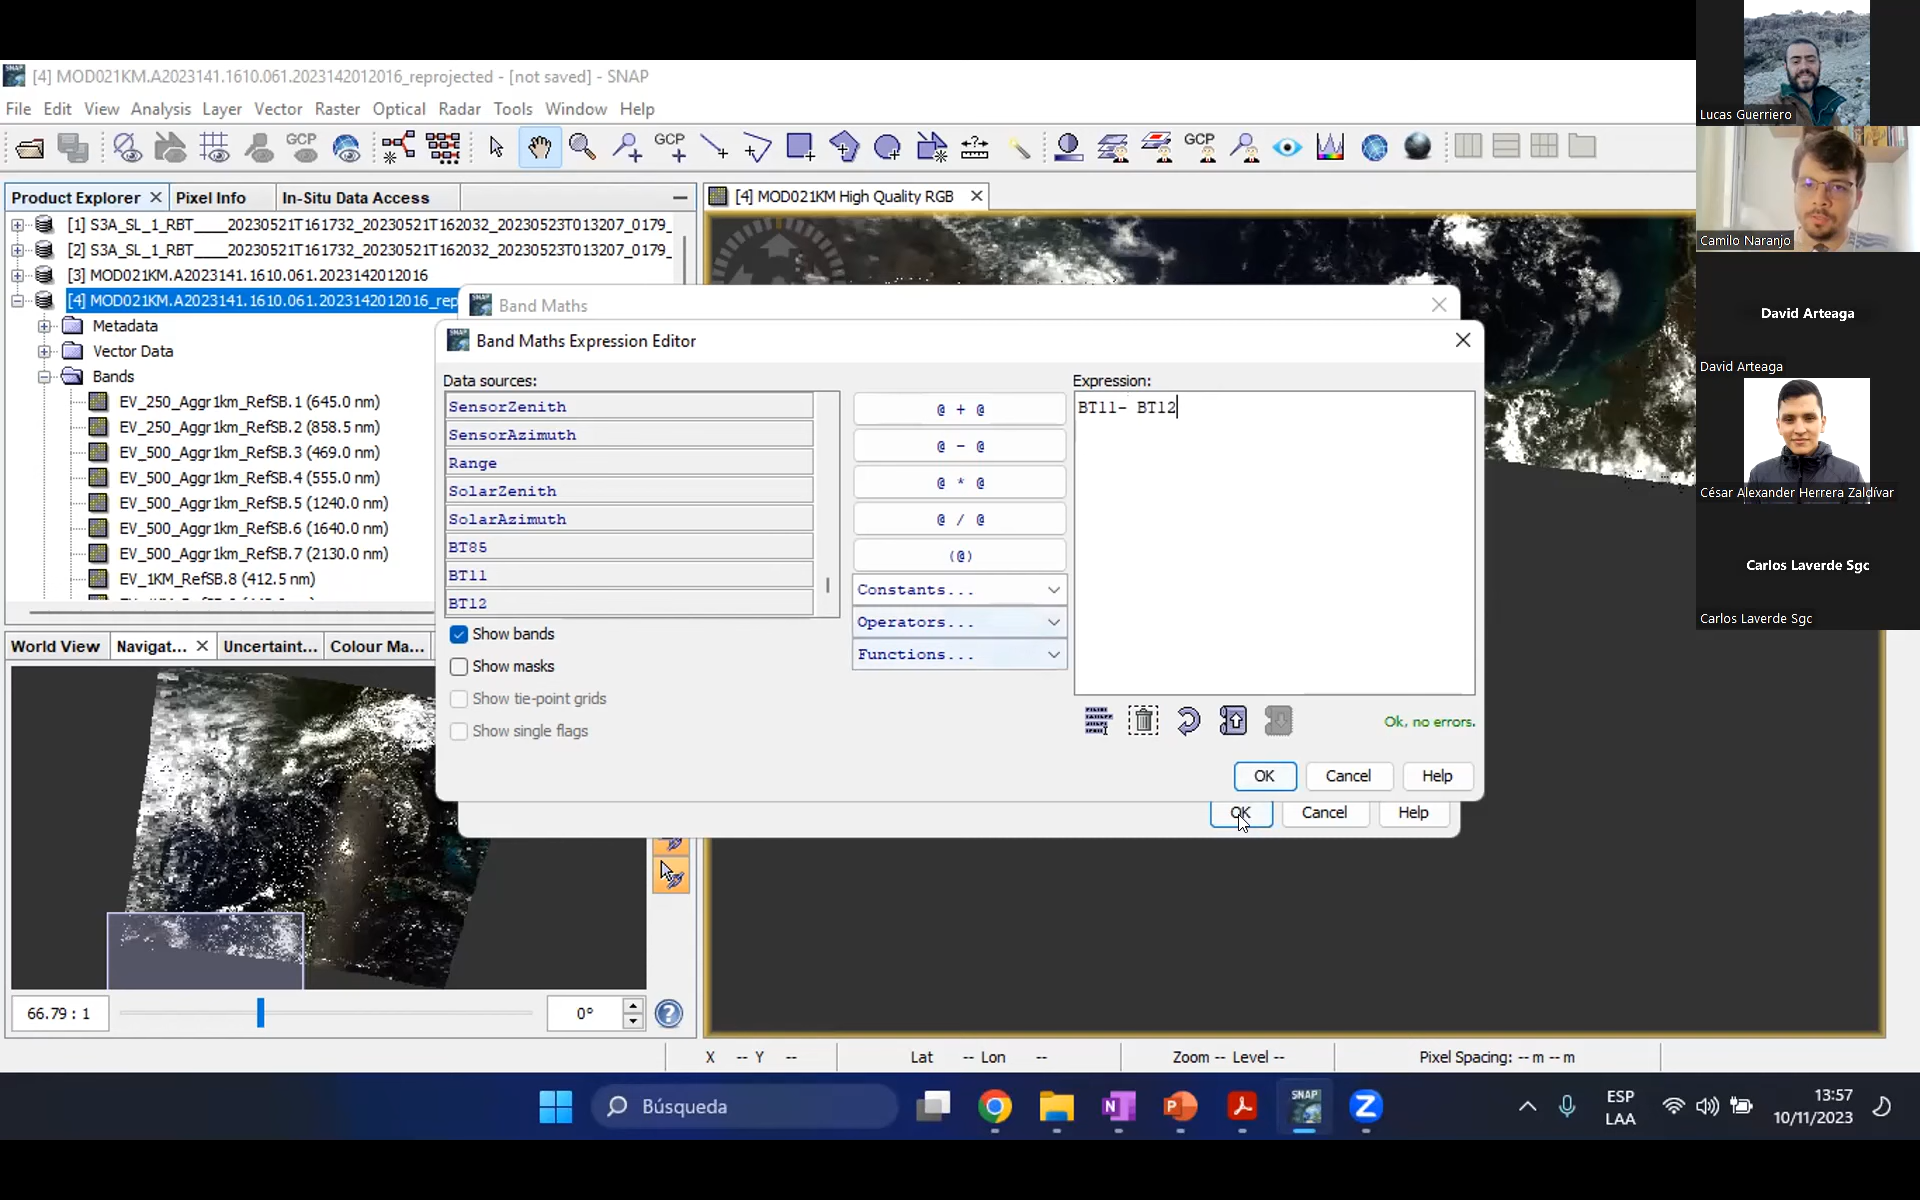 [4] MOD021KM.A2023141.1610.061.2023142012016_reprojected - [not saved] - SNAP
File Edit View Analysis Layer Vector Raster Optical Radar Tools Window Help
GCP
GCP
GCP
Product Explorer
Pixel Info
In-Situ Data Access
[4] MOD021KM High Quality RGB
[1] S3A_SL_1_RBT____20230521T161732_20230521T162032_20230523T013207_0179_
[2] S3A_SL_1_RBT____20230521T161732_20230521T162032_20230523T013207_0179_
[3] MOD021KM.A2023141.1610.061.2023142012016
[4] MOD021KM.A2023141.1610.061.2023142012016_rep
Metadata
Vector Data
Bands
EV_250_Aggr1km_RefSB.1 (645.0 nm)
EV_250_Aggr1km_RefSB.2 (858.5 nm)
EV_500_Aggr1km_RefSB.3 (469.0 nm)
EV_500_Aggr1km_RefSB.4 (555.0 nm)
EV_500_Aggr1km_RefSB.5 (1240.0 nm)
EV_500_Aggr1km_RefSB.6 (1640.0 nm)
EV_500_Aggr1km_RefSB.7 (2130.0 nm)
EV_1KM_RefSB.8 (412.5 nm)
World View
Navigat...
Uncertaint...
Colour Ma...
66.79 : 1
0°
Band Maths
Band Maths Expression Editor
Data sources:
SensorZenith
SensorAzimuth
Range
SolarZenith
SolarAzimuth
BT85
BT11
BT12
Show bands
Show masks
Show tie-point grids
Show single flags
@ + @
@ - @
@ * @
@ / @
(@)
Constants...
Operators...
Functions...
Expression:
BT11- BT12
Ok, no errors.
OK Cancel Help
OK Cancel Help
X -- Y -- Lat -- Lon -- Zoom -- Level -- Pixel Spacing: -- m -- m
Búsqueda
SNAP
ESP
LAA
13:57
10/11/2023
Lucas Guerriero
Camilo Naranjo
David Arteaga
David Arteaga
César Alexander Herrera Zaldívar
Carlos Laverde Sgc
Carlos Laverde Sgc